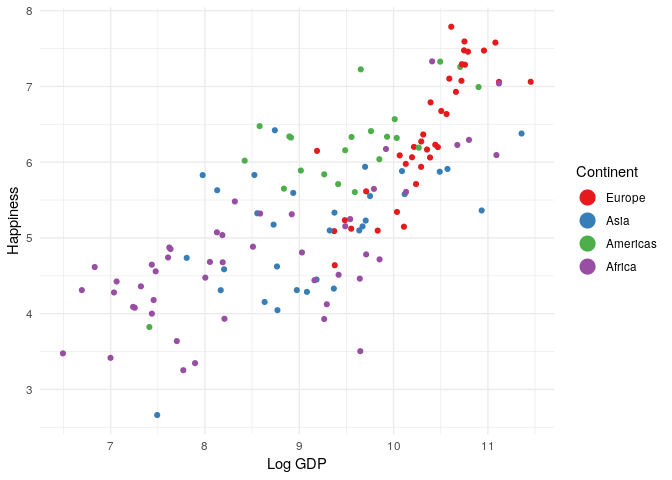 8
7
6
5
4
3
Happiness
7 8 9 10 11
Log GDP
Continent
Europe
Asia
Americas
Africa